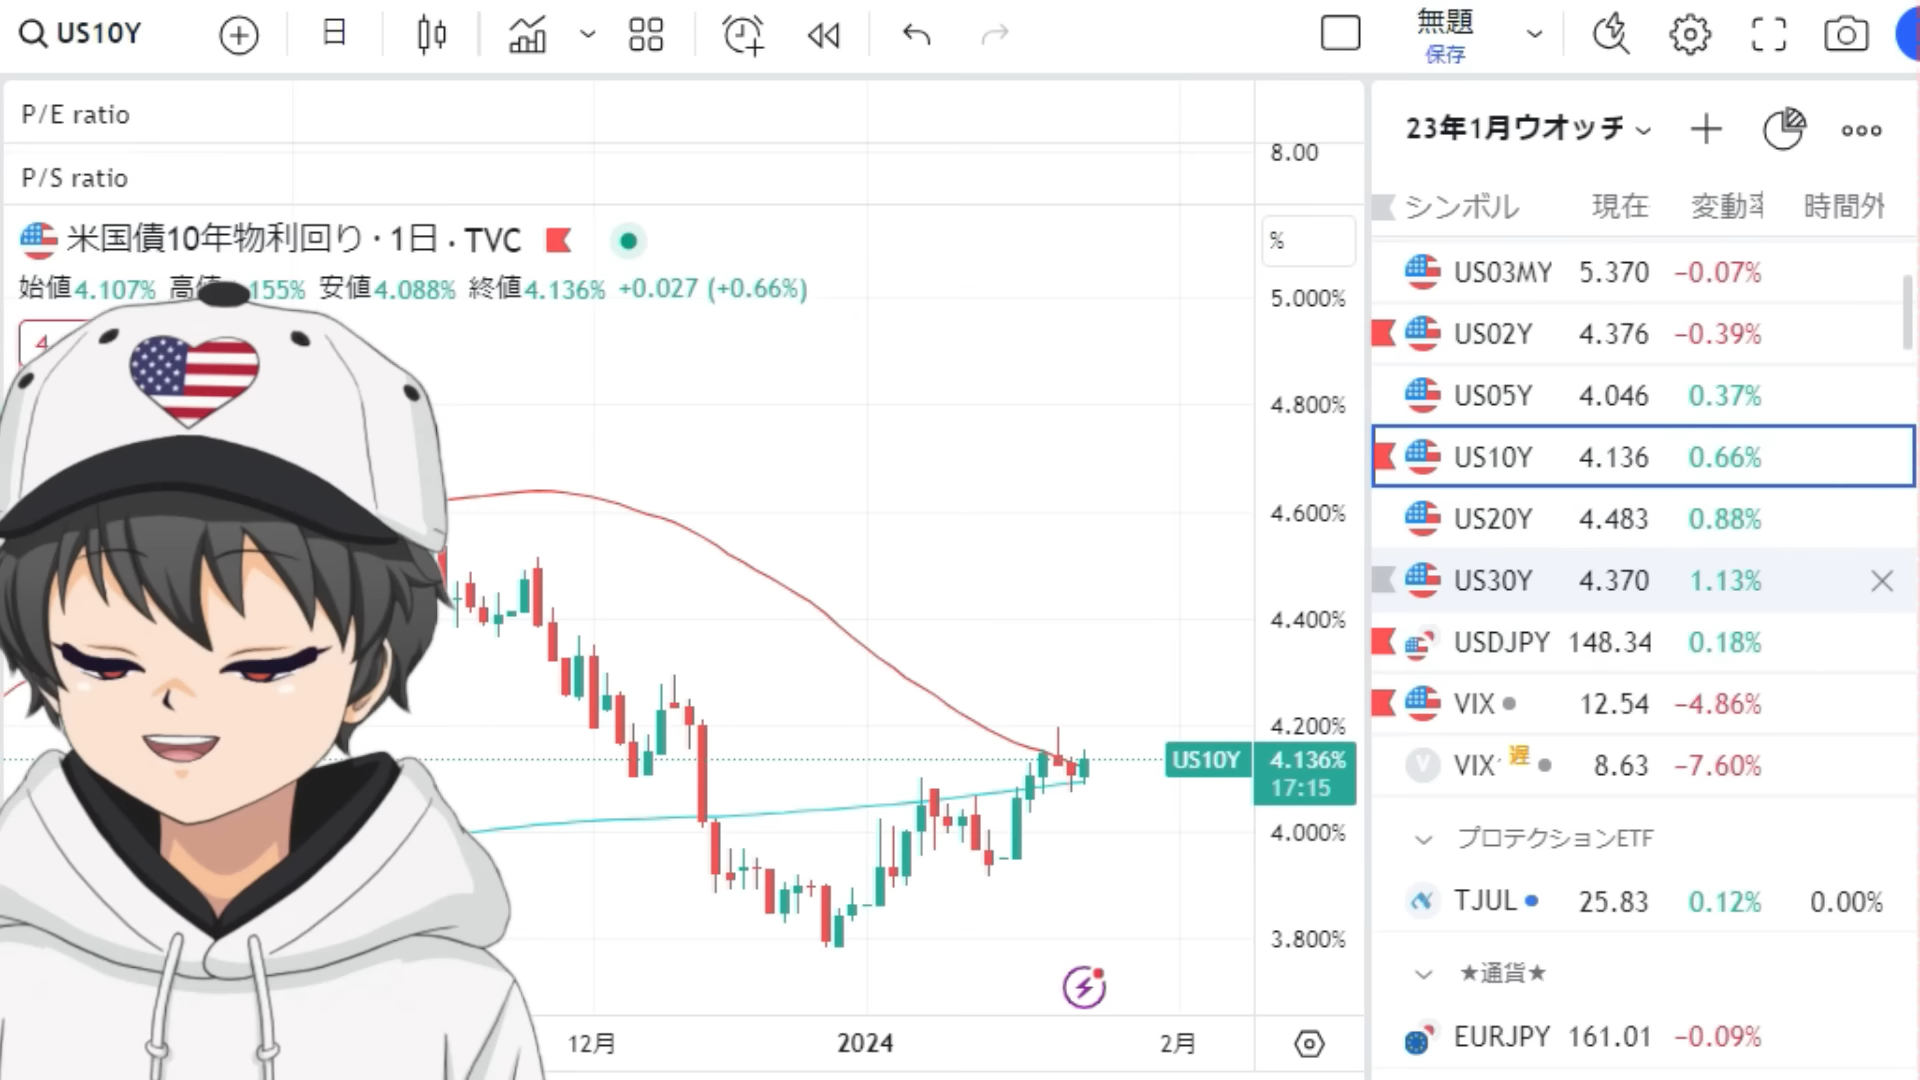 US10Y
日
無題
保存
P/E ratio
P/S ratio
米国債10年物利回り · 1日 · TVC
始値4.107% 高値 155% 安値4.088% 終値4.136% +0.027 (+0.66%)
4
%
8.00
5.000%
4.800%
4.600%
4.400%
4.200%
US10Y 4.136%
17:15
4.000%
3.800%
12月 2024 2月
23年1月ウオッチ
シンボル 現在 変動率 時間外
US03MY 5.370 −0.07%
US02Y 4.376 −0.39%
US05Y 4.046 0.37%
US10Y 4.136 0.66%
US20Y 4.483 0.88%
US30Y 4.370 1.13%
USDJPY 148.34 0.18%
VIX 12.54 −4.86%
VIX 遅 8.63 −7.60%
V
プロテクションETF
TJUL 25.83 0.12% 0.00%
★通貨★
EURJPY 161.01 −0.09%